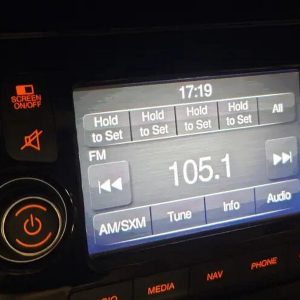 17:19
SCREEN
ON/OFF
Hold
to Set
Hold
to Set
Hold
to Set
Hold
to Set
All
FM
105.1
AM/SXM
Tune
Info
Audio
MEDIA
NAV
PHONE